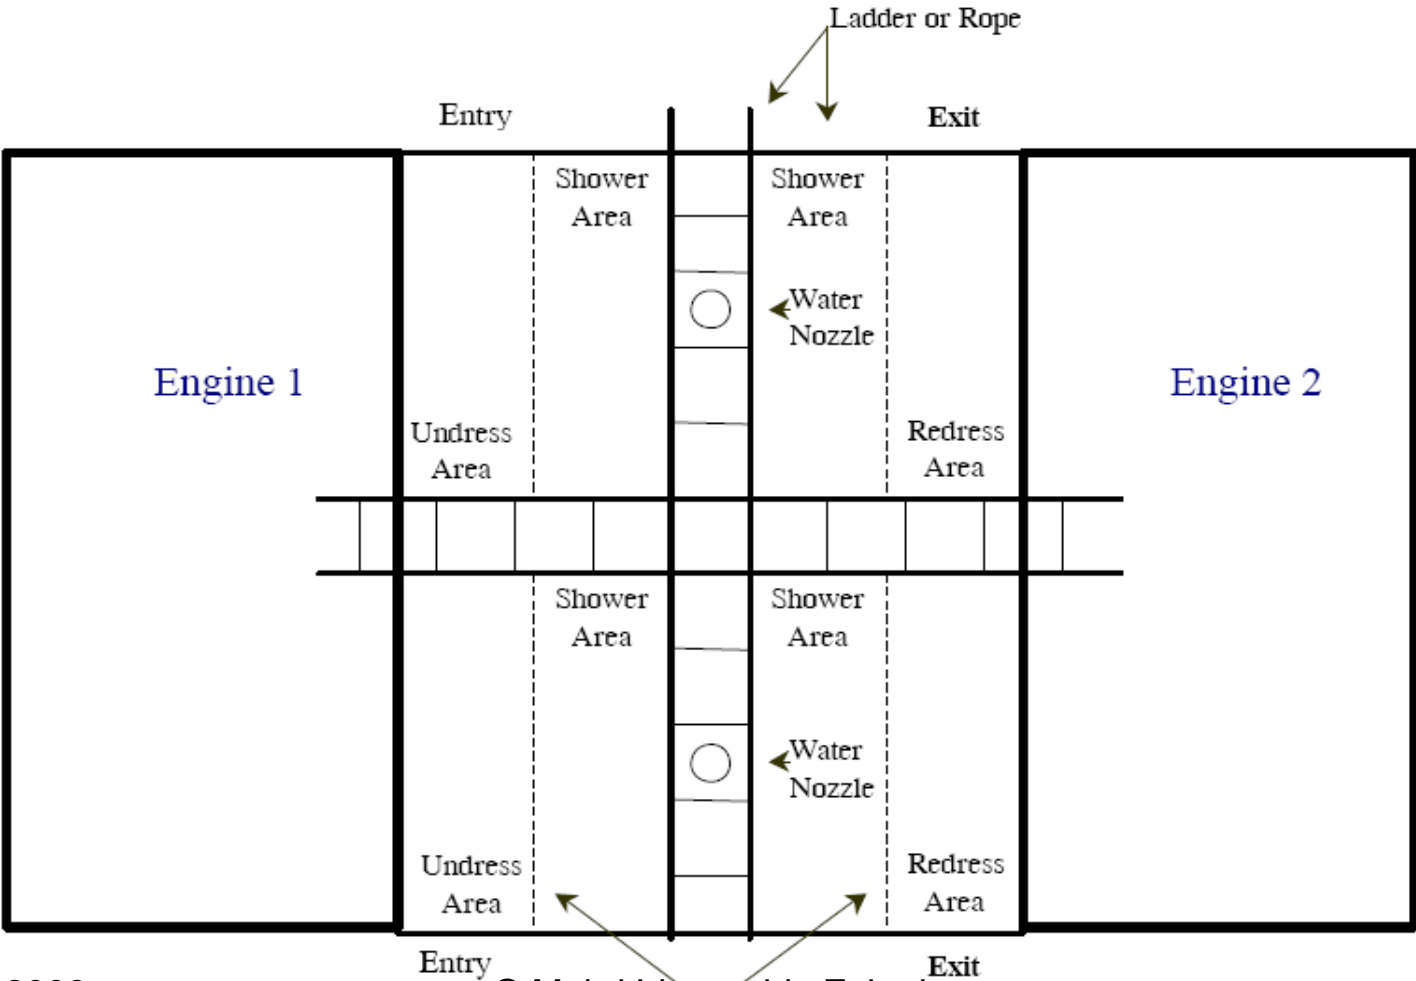 Ladder or Rope
Entry
Exit
Shower
Area
Shower
Area
Water
Nozzle
Engine 1
Engine 2
Undress
Area
Redress
Area
Shower
Area
Shower
Area
Water
Nozzle
Undress
Area
Redress
Area
Entry
Exit